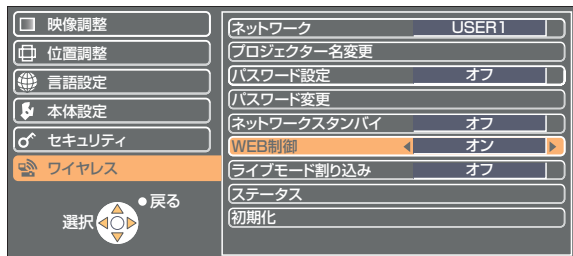 映像調整
位置調整
言語設定
本体設定
セキュリティ
ワイヤレス
戻る
選択
ネットワーク USER1
プロジェクター名変更
パスワード設定 オフ
パスワード変更
ネットワークスタンバイ オフ
WEB制御 オン
ライブモード割り込み オフ
ステータス
初期化